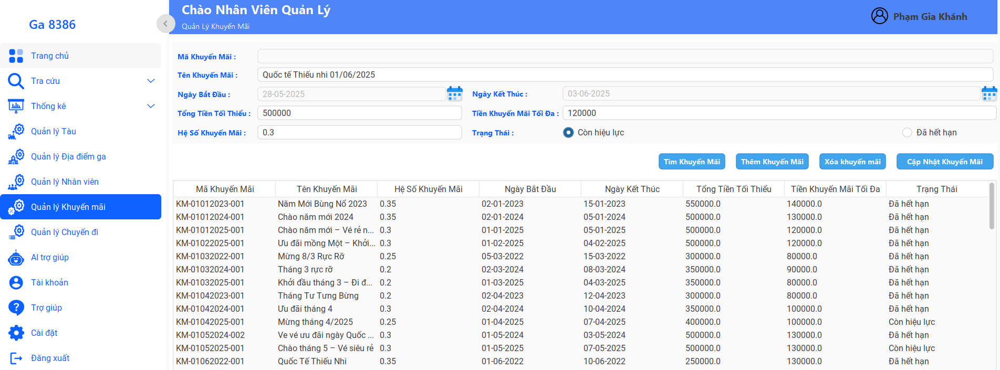 Ga 8386
Trang chủ
Tra cứu
Thống kê
Quản lý Tàu
Quản lý Địa điểm ga
Quản lý Nhân viên
Quản lý Khuyến mãi
Quản lý Chuyến đi
AI trợ giúp
Tài khoản
Trợ giúp
Cài đặt
Đăng xuất
Chào Nhân Viên Quản Lý
Quản Lý Khuyến Mãi
Phạm Gia Khánh
Mã Khuyến Mãi :
Tên Khuyến Mãi : Quốc tế Thiếu nhi 01/06/2025
Ngày Bắt Đầu : 28-05-2025 Ngày Kết Thúc : 03-06-2025
Tổng Tiền Tối Thiểu : 500000 Tiền Khuyến Mãi Tối Đa : 120000
Hệ Số Khuyến Mãi : 0.3 Trạng Thái : Còn hiệu lực Đã hết hạn
Tìm Khuyến Mãi Thêm Khuyến Mãi Xóa khuyến mãi Cập Nhật Khuyến Mãi
Mã Khuyến Mãi Tên Khuyến Mãi Hệ Số Khuyến Mãi Ngày Bắt Đầu Ngày Kết Thúc Tổng Tiền Tối Thiểu Tiền Khuyến Mãi Tối Đa Trạng Thái
KM-01012023-001 Năm Mới Bùng Nổ 2023 0.35 02-01-2023 15-01-2023 550000.0 140000.0 Đã hết hạn
KM-01012024-001 Chào năm mới 2024 0.35 02-01-2024 05-01-2024 500000.0 130000.0 Đã hết hạn
KM-01012025-001 Chào năm mới – Vé rẻ n... 0.3 01-01-2025 05-01-2025 500000.0 120000.0 Đã hết hạn
KM-01022025-001 Ưu đãi mồng Một – Khởi... 0.3 01-02-2025 04-02-2025 500000.0 120000.0 Đã hết hạn
KM-01032022-001 Mừng 8/3 Rực Rỡ 0.25 05-03-2022 15-03-2022 300000.0 80000.0 Đã hết hạn
KM-01032024-001 Tháng 3 rực rỡ 0.2 02-03-2024 08-03-2024 350000.0 90000.0 Đã hết hạn
KM-01032025-001 Khởi đầu tháng 3 – Đi đ... 0.2 01-03-2025 04-03-2025 350000.0 80000.0 Đã hết hạn
KM-01042023-001 Tháng Tư Tưng Bừng 0.2 02-04-2023 12-04-2023 300000.0 80000.0 Đã hết hạn
KM-01042024-001 Ưu đãi tháng 4 0.3 02-04-2024 10-04-2024 350000.0 100000.0 Đã hết hạn
KM-01042025-001 Mừng tháng 4/2025 0.25 01-04-2025 07-04-2025 400000.0 100000.0 Còn hiệu lực
KM-01052024-002 Ve vé ưu đãi ngày Quốc ... 0.3 01-05-2024 03-05-2024 500000.0 130000.0 Đã hết hạn
KM-01052025-001 Chào tháng 5 – Vé siêu rẻ 0.3 01-05-2025 07-05-2025 500000.0 130000.0 Còn hiệu lực
KM-01062022-001 Quốc Tế Thiếu Nhi 0.35 01-06-2022 10-06-2022 250000.0 130000.0 Đã hết hạn